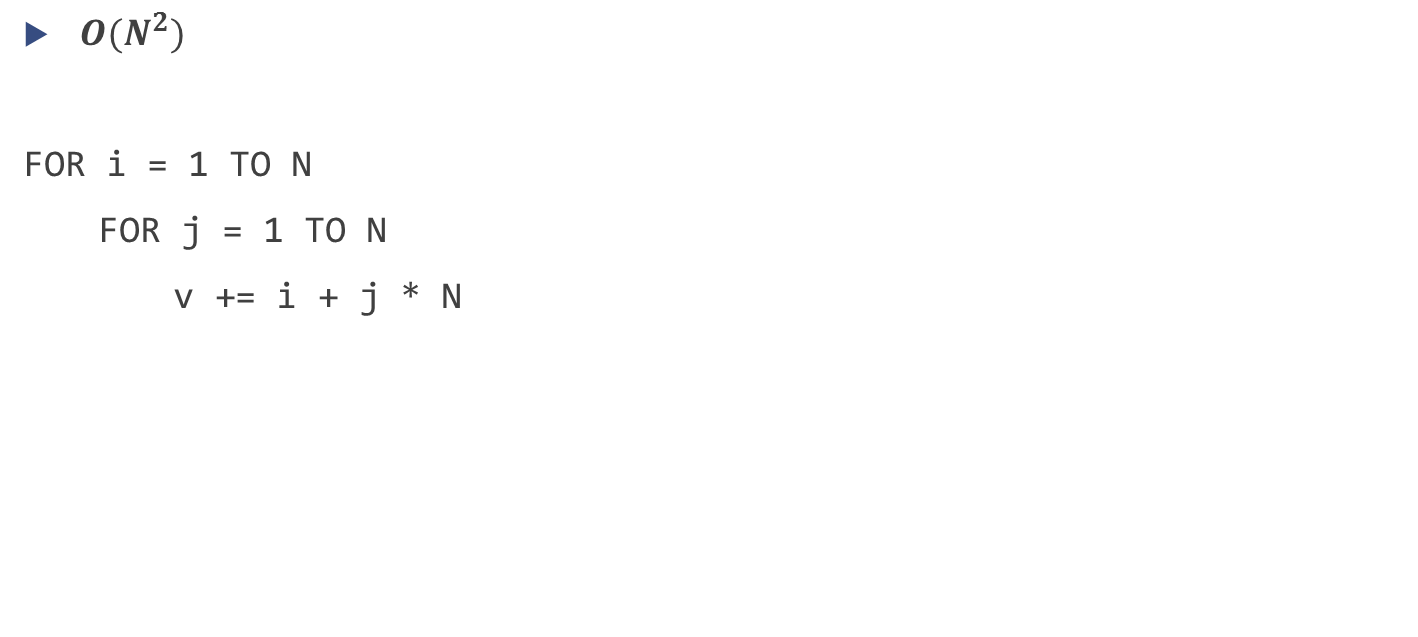 ▶ O(N²)
FOR i = 1 TO N
    FOR j = 1 TO N
        v += i + j * N